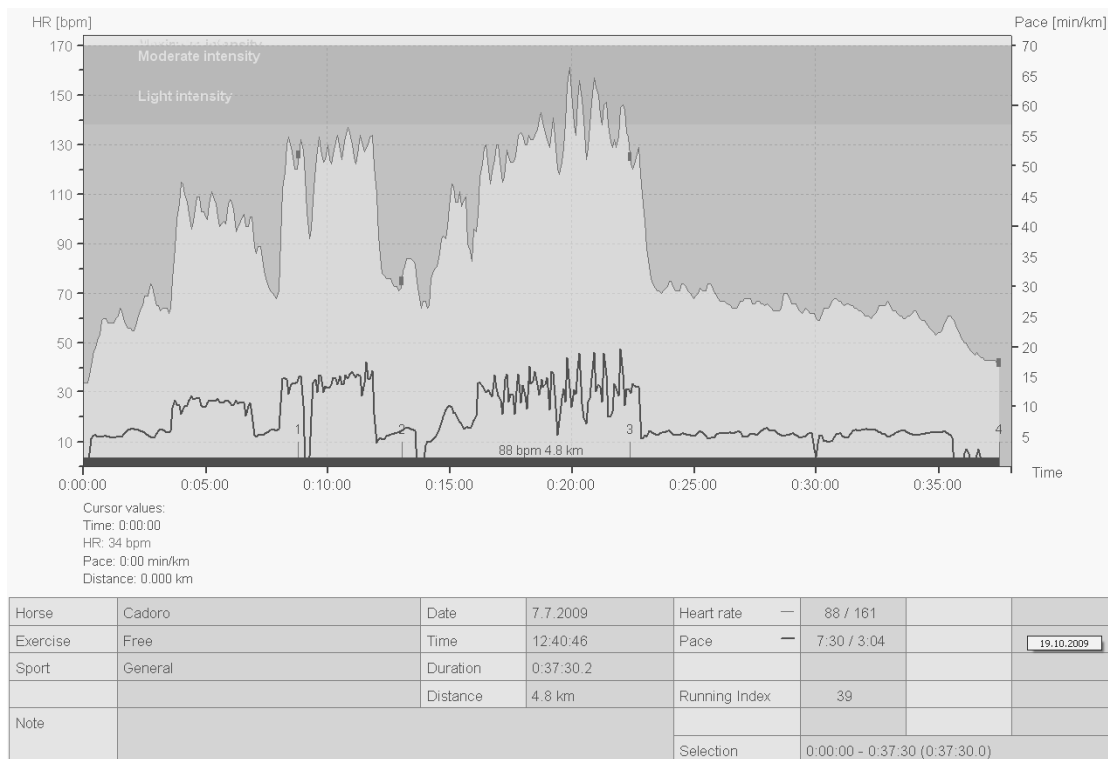 HR [bpm]
Pace [min/km]
Moderate intensity
Light intensity
170
150
130
110
90
70
50
30
10
70
65
60
55
50
45
40
35
30
25
20
15
10
5
1
2
3
4
88 bpm 4.8 km
0:00:00 0:05:00 0:10:00 0:15:00 0:20:00 0:25:00 0:30:00 0:35:00
Time
Cursor values:
Time: 0:00:00
HR: 34 bpm
Pace: 0:00 min/km
Distance: 0.000 km
Horse Cadoro Date 7.7.2009 Heart rate 88 / 161
Exercise Free Time 12:40:46 Pace 7:30 / 3:04
19.10.2009
Sport General Duration 0:37:30.2
Distance 4.8 km Running Index 39
Note
Selection 0:00:00 - 0:37:30 (0:37:30.0)